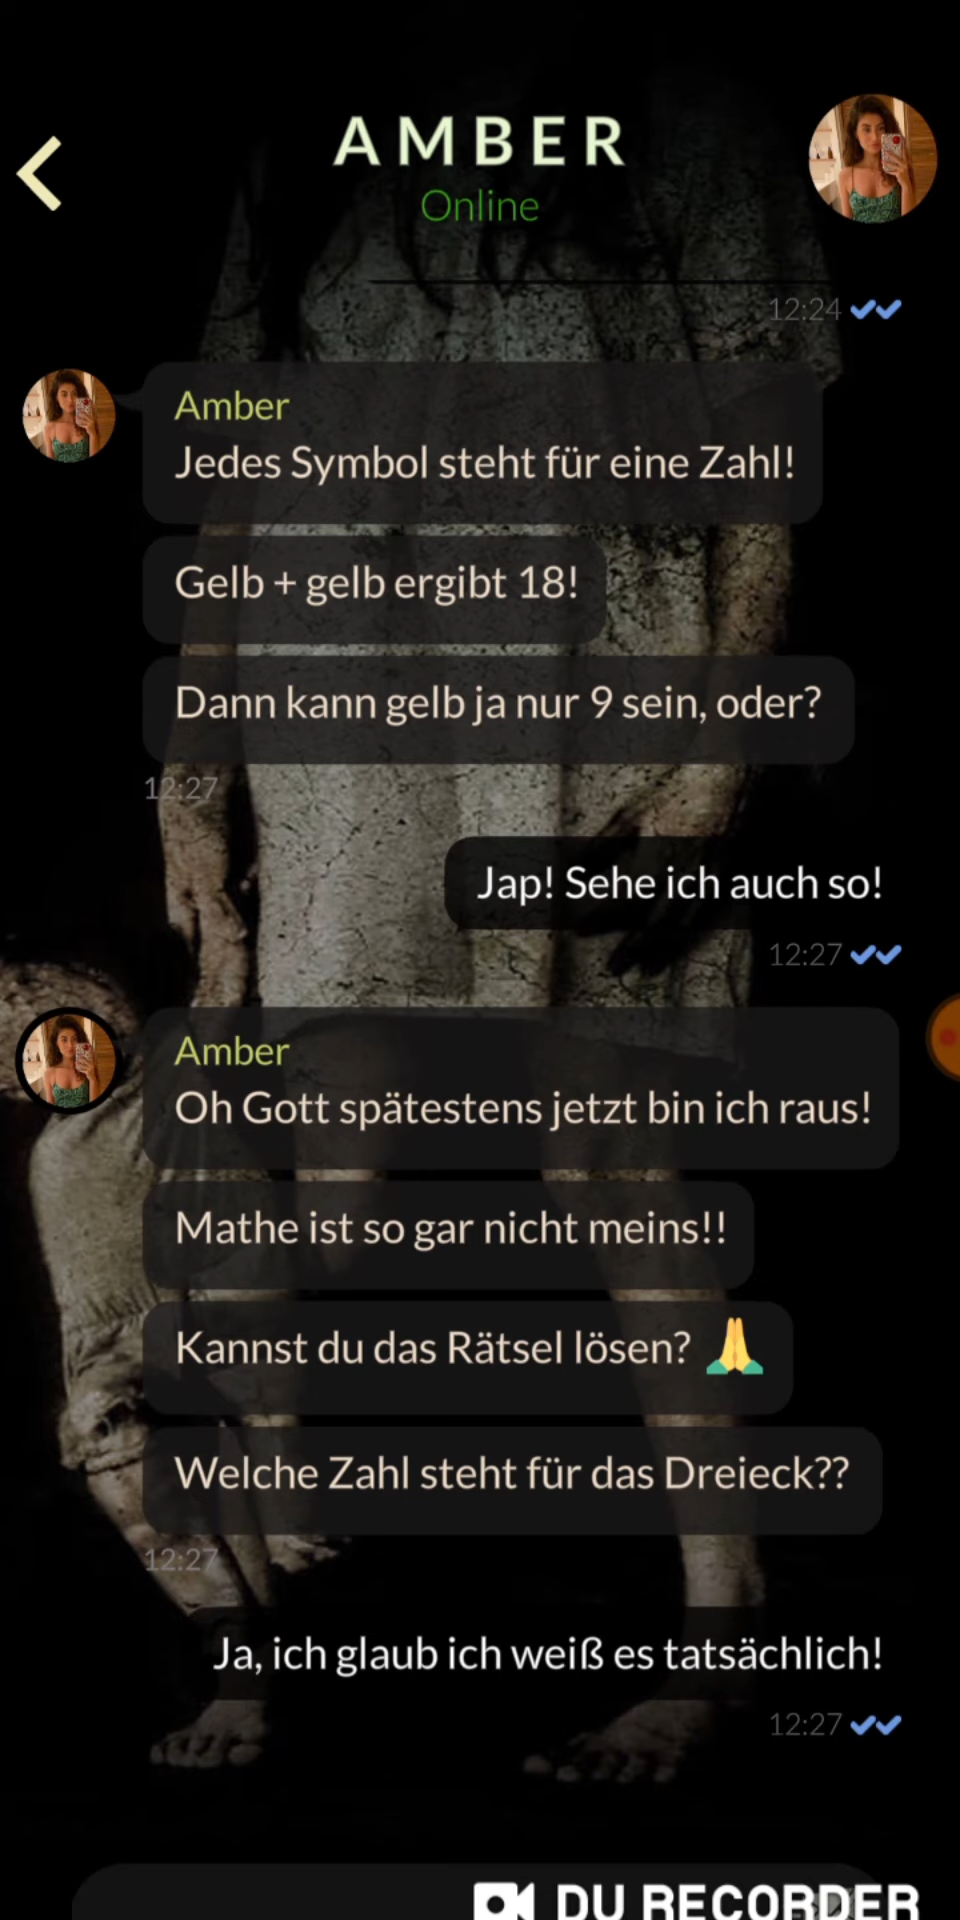 AMBER
Online
12:24
Amber
Jedes Symbol steht für eine Zahl!
Gelb + gelb ergibt 18!
Dann kann gelb ja nur 9 sein, oder?
12:27
Jap! Sehe ich auch so!
12:27
Amber
Oh Gott spätestens jetzt bin ich raus!
Mathe ist so gar nicht meins!!
Kannst du das Rätsel lösen? 🙏
Welche Zahl steht für das Dreieck??
12:27
Ja, ich glaub ich weiß es tatsächlich!
12:27
DU RECORDER